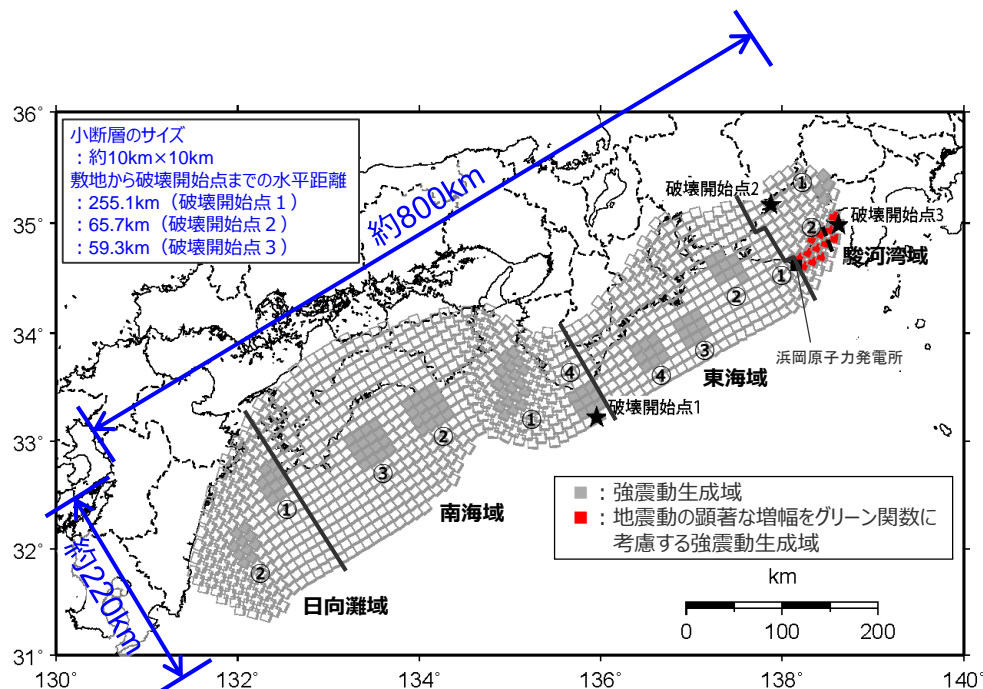 小断層のサイズ
：約10km×10km
敷地から破壊開始点までの水平距離
：255.1km（破壊開始点１）
：65.7km（破壊開始点２）
：59.3km（破壊開始点３）
約800km
約220km
36°
35°
34°
33°
32°
31°
130°
132°
134°
136°
138°
140°
破壊開始点2
①
破壊開始点3
②
駿河湾域
①
②
浜岡原子力発電所
③
④
東海域
④
破壊開始点1
①
②
③
南海域
①
②
日向灘域
：強震動生成域
：地震動の顕著な増幅をグリーン関数に
考慮する強震動生成域
km
0
100
200